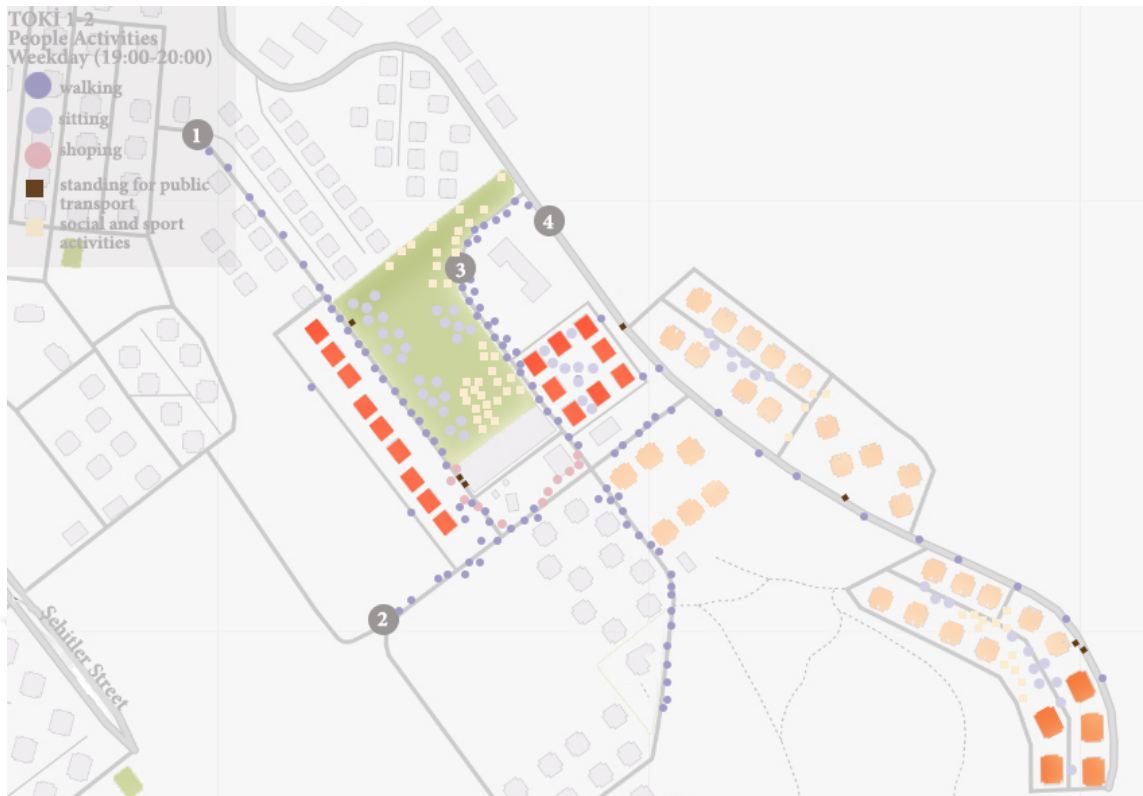 TOKİ 1-2
People Activities
Weekday (19:00-20:00)
walking
sitting
shoping
standing for public
transport
social and sport
activities
1
4
3
2
Sehitler Street